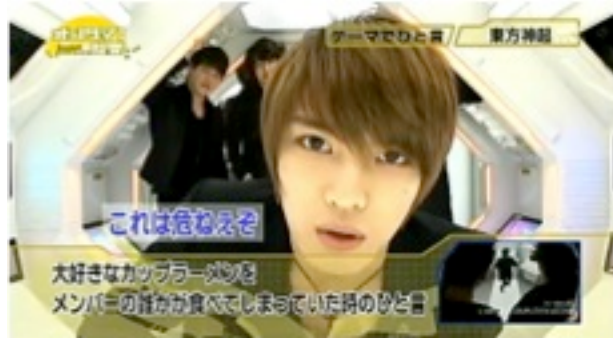 テーマでひと言 東方神起
これは危ねえぞ
大好きなカップラーメンを
メンバーの誰かが食べてしまっていた時のひと言